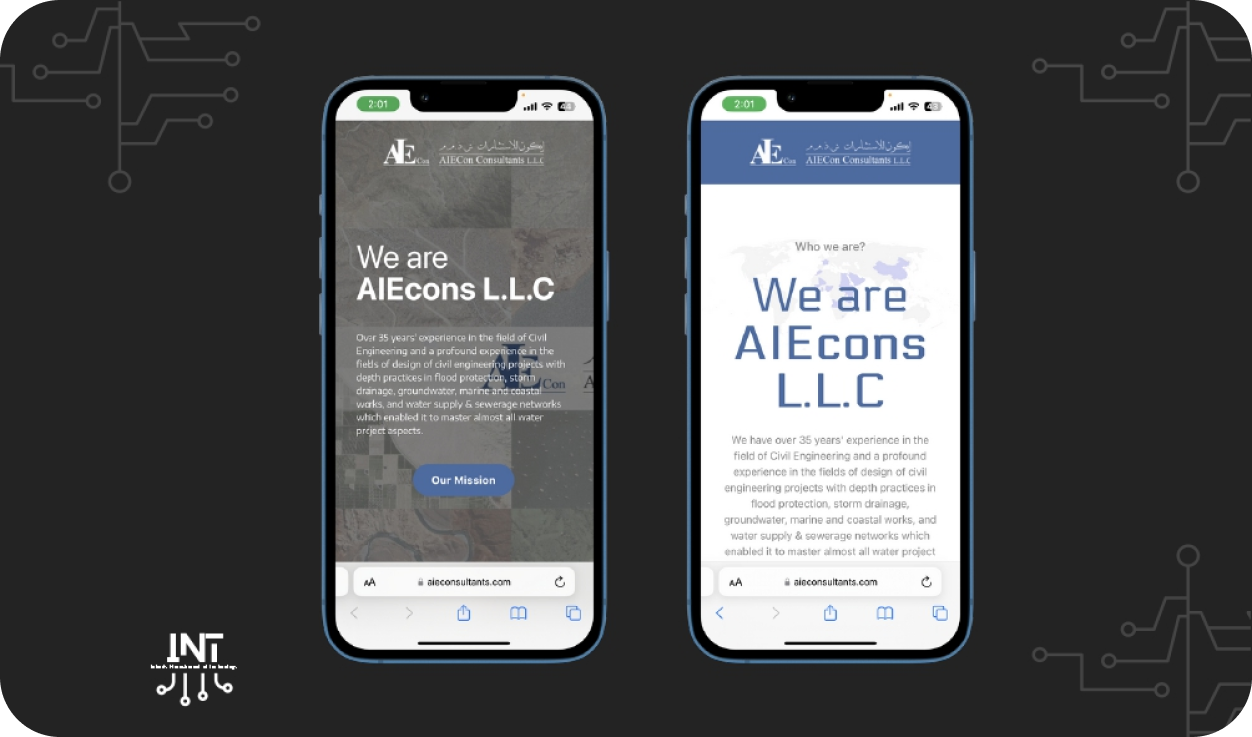 2:01
AIE Con
AIECon Consultants L.L.C
We are
AIEcons L.L.C
Over 35 years' experience in the field of Civil
Engineering and a profound experience in the
fields of design of civil engineering projects with
depth practices in flood protection, storm
drainage, groundwater, marine and coastal
works, and water supply & sewerage networks
which enabled it to master almost all water
project aspects.
Con
Our Mission
AA
aieconsultants.com
2:01
AIE Con
AIECon Consultants L.L.C
Who we are?
We are
AIEcons
L.L.C
We have over 35 years' experience in the
field of Civil Engineering and a profound
experience in the fields of design of civil
engineering projects with depth practices in
flood protection, storm drainage,
groundwater, marine and coastal works, and
water supply & sewerage networks which
enabled it to master almost all water project
AA
aieconsultants.com
INT